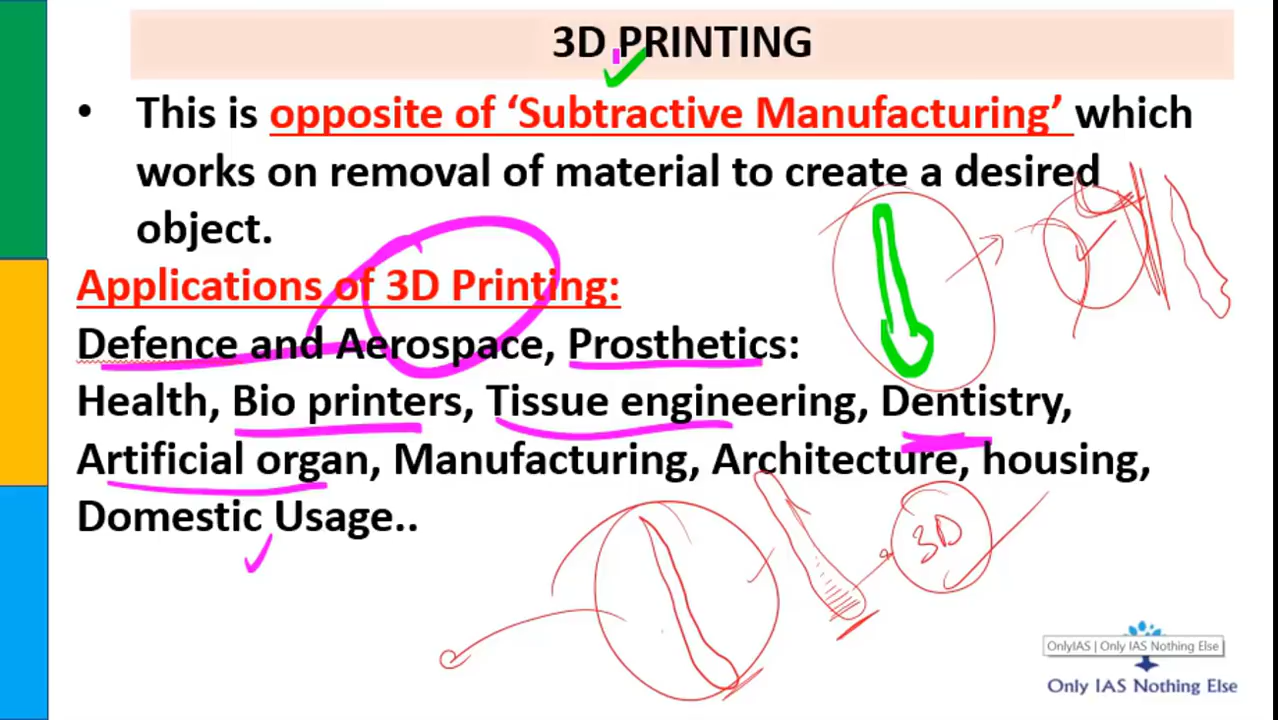 3D PRINTING
• This is opposite of ‘Subtractive Manufacturing’ which
works on removal of material to create a desired
object.
Applications of 3D Printing:
Defence and Aerospace, Prosthetics:
Health, Bio printers, Tissue engineering, Dentistry,
Artificial organ, Manufacturing, Architecture, housing,
Domestic Usage..
3D
OnlyIAS | Only IAS Nothing Else
Only IAS Nothing Else